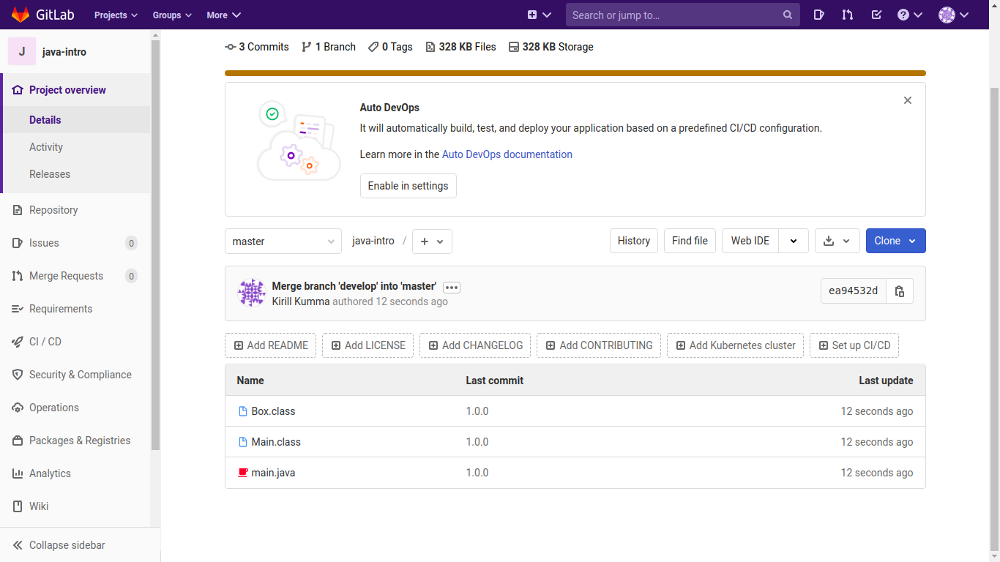 GitLab Projects Groups More Search or jump to...
J java-intro
Project overview
Details
Activity
Releases
Repository
Issues 0
Merge Requests 0
Requirements
CI / CD
Security & Compliance
Operations
Packages & Registries
Analytics
Wiki
Collapse sidebar
3 Commits 1 Branch 0 Tags 328 KB Files 328 KB Storage
Auto DevOps
It will automatically build, test, and deploy your application based on a predefined CI/CD configuration.
Learn more in the Auto DevOps documentation
Enable in settings
master java-intro / + History Find file Web IDE Clone
Merge branch 'develop' into 'master'
Kirill Kumma authored 12 seconds ago
ea94532d
Add README Add LICENSE Add CHANGELOG Add CONTRIBUTING Add Kubernetes cluster Set up CI/CD
Name Last commit Last update
Box.class 1.0.0 12 seconds ago
Main.class 1.0.0 12 seconds ago
main.java 1.0.0 12 seconds ago